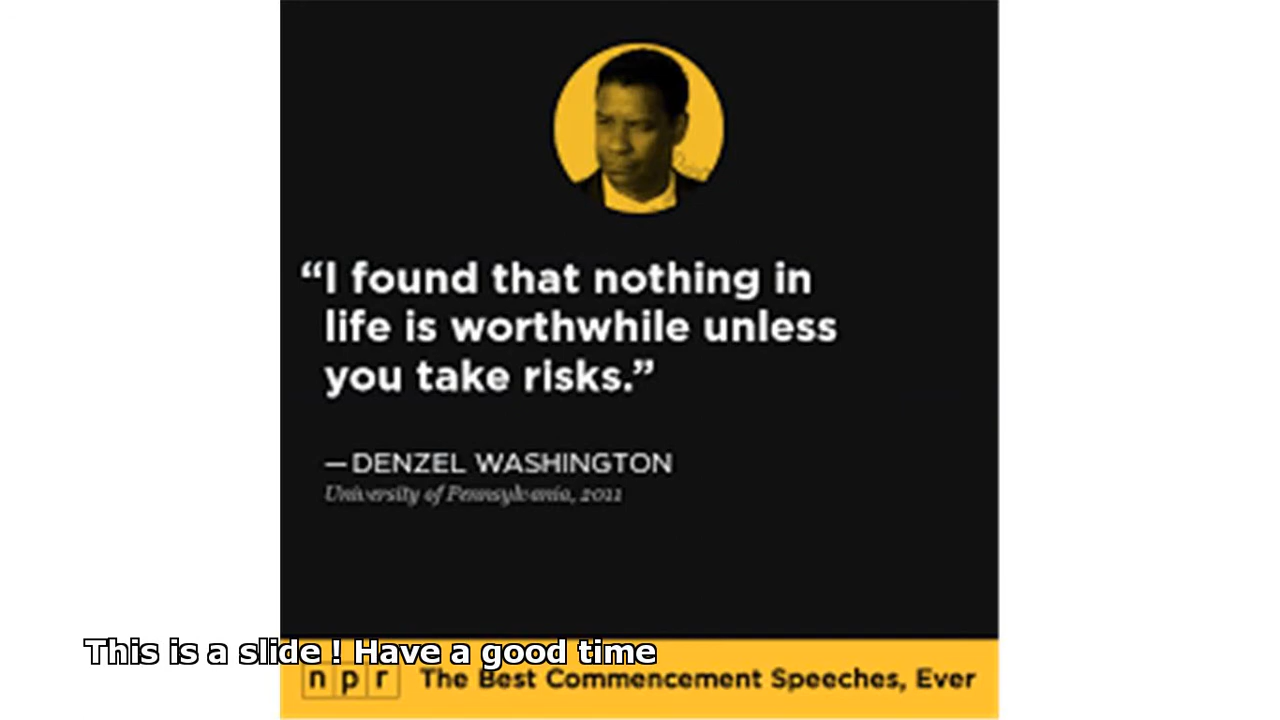 “I found that nothing in
life is worthwhile unless
you take risks.”
—DENZEL WASHINGTON
University of Pennsylvania, 2011
This is a slide ! Have a good time
npr The Best Commencement Speeches, Ever